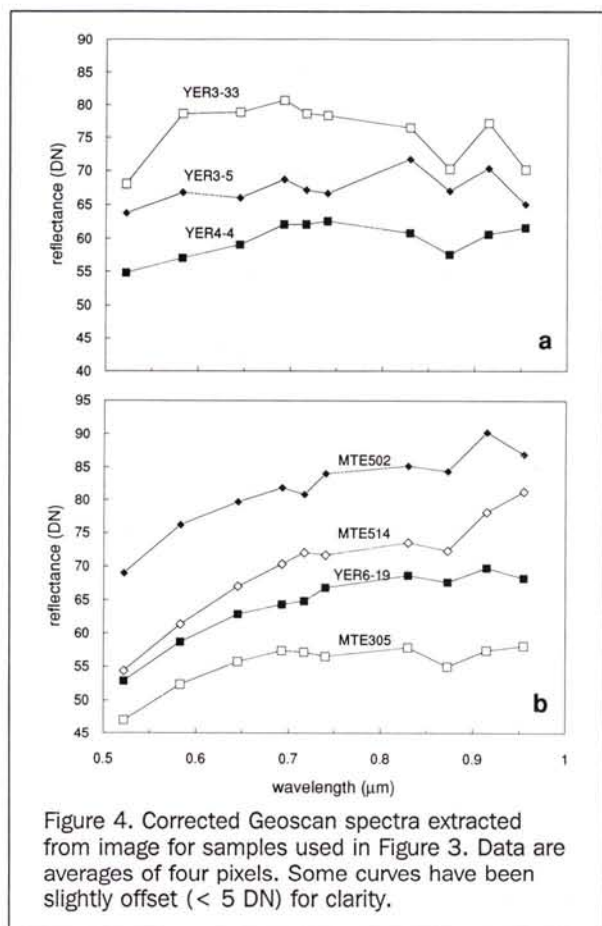 90
85
80
75
70
65
60
55
50
45
40
reflectance (DN)
YER3-33
YER3-5
YER4-4
a
95
90
85
80
75
70
65
60
55
50
45
reflectance (DN)
MTE502
MTE514
YER6-19
MTE305
b
0.5
0.6
0.7
0.8
0.9
1
wavelength (μm)
Figure 4. Corrected Geoscan spectra extracted
from image for samples used in Figure 3. Data are
averages of four pixels. Some curves have been
slightly offset (< 5 DN) for clarity.